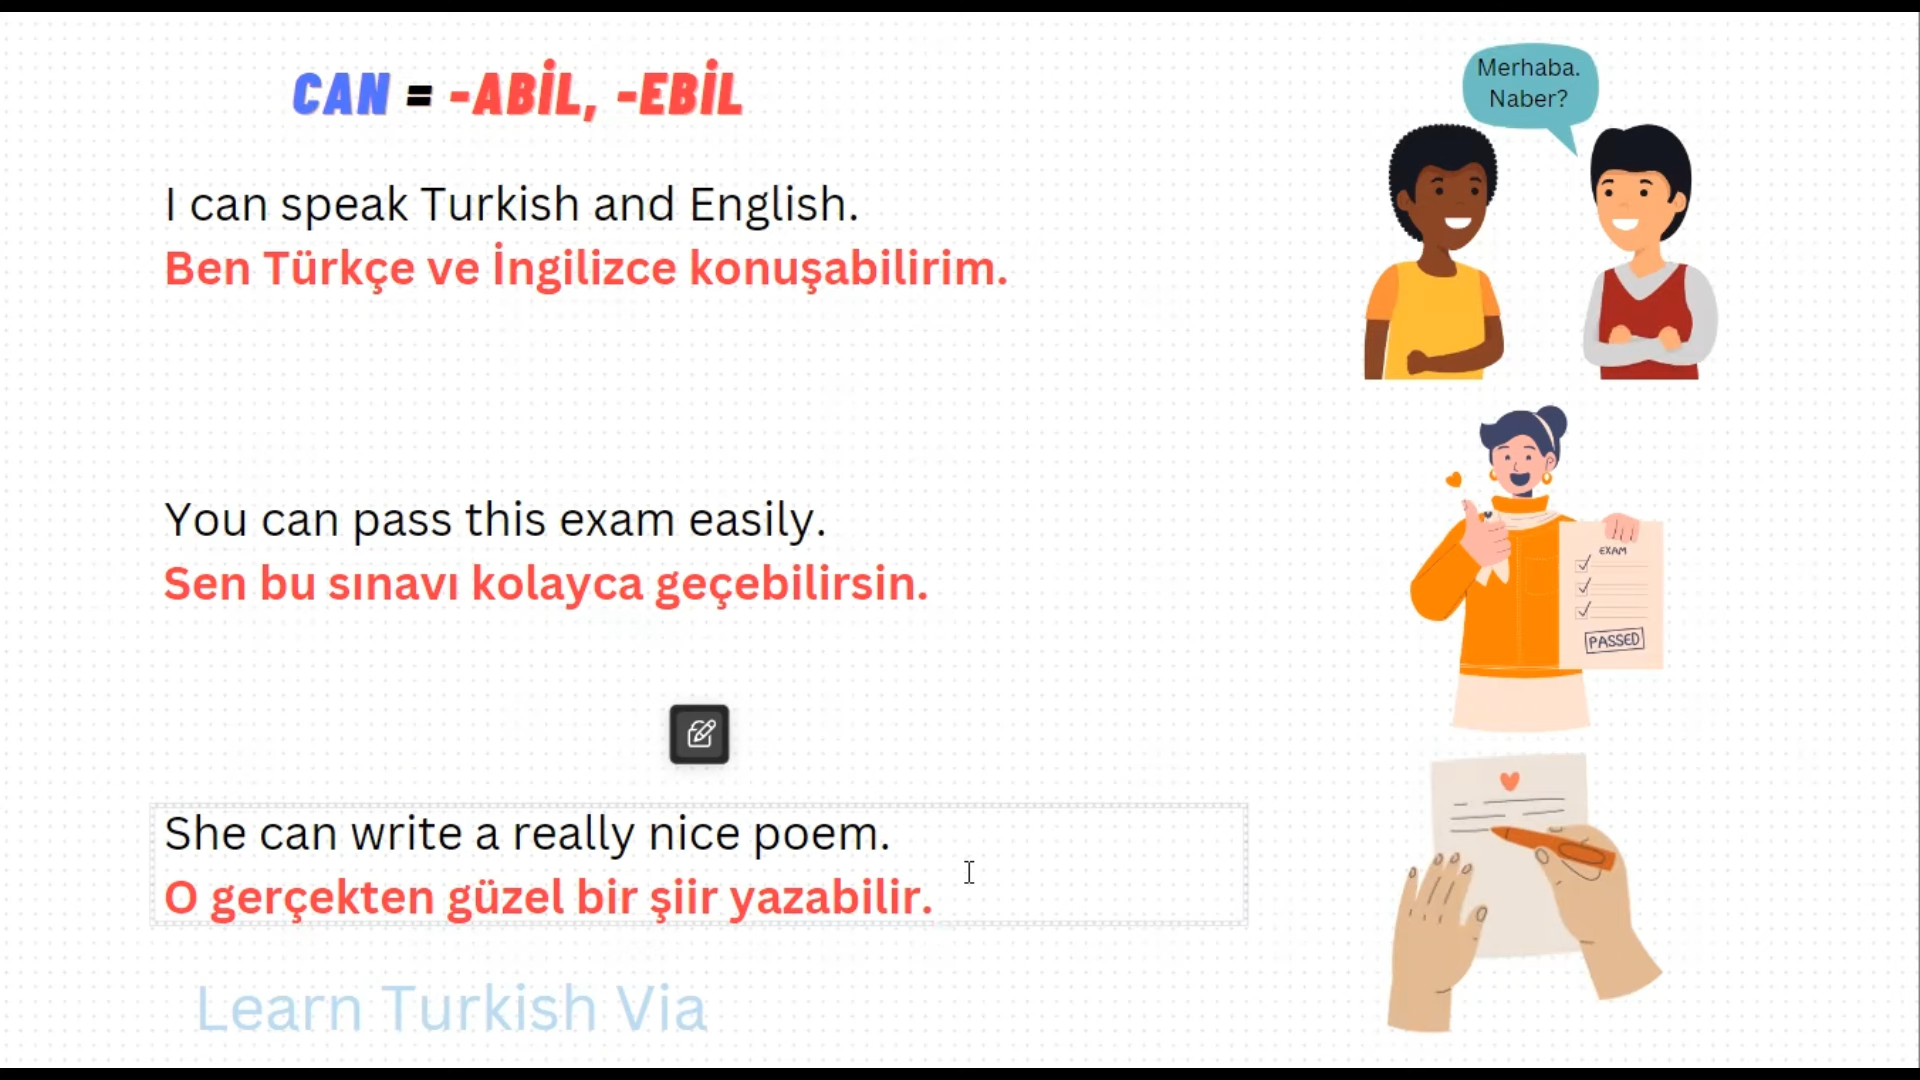 CAN = -ABİL, -EBİL
Merhaba.
Naber?
I can speak Turkish and English.
Ben Türkçe ve İngilizce konuşabilirim.
You can pass this exam easily.
Sen bu sınavı kolayca geçebilirsin.
EXAM
PASSED
She can write a really nice poem.
O gerçekten güzel bir şiir yazabilir.
Learn Turkish Via